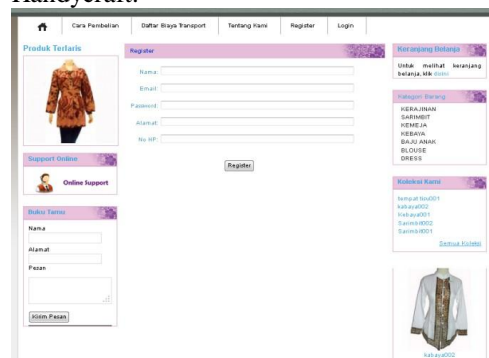 Handycraft.
Cara Pembelian
Daftar Biaya Transport
Tentang Kami
Register
Login
Produk Terlaris
Register
Nama:
Email:
Password:
Alamat:
No HP:
Register
Support Online
Online Support
Buku Tamu
Nama
Alamat
Pesan
Kirim Pesan
Keranjang Belanja
Untuk melihat keranjang
belanja, klik disini
Kategori Barang
KERAJINAN
SARIMBIT
KEMEJA
KEBAYA
BAJU ANAK
BLOUSE
DRESS
Koleksi Kami
tempat tisu001
kabaya002
Kebaya001
Sarimbit002
Sarimbit001
Semua Koleksi
kabaya002